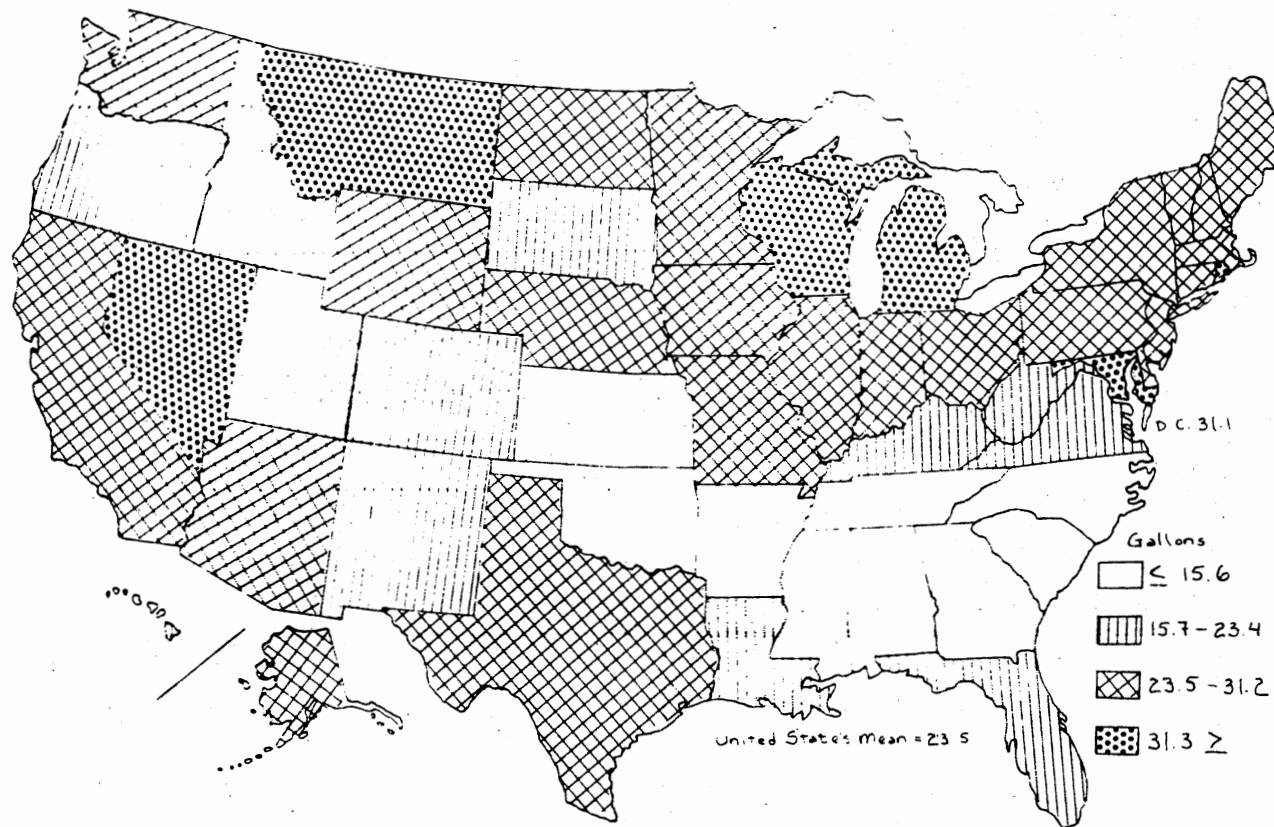 D C. 31.1
Gallons
≤ 15.6
15.7-23.4
23.5-31.2
31.3 ≥
United State's Mean = 23 5